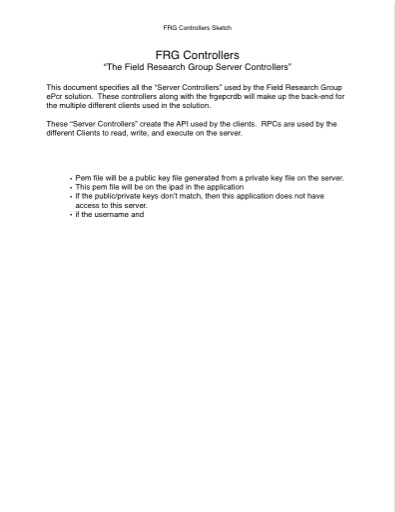 FRG Controllers Sketch
FRG Controllers
“The Field Research Group Server Controllers”
This document specifies all the “Server Controllers” used by the Field Research Group
ePcr solution.  These controllers along with the frgepcrdb will make up the back-end for
the multiple different clients used in the solution.
These “Server Controllers” create the API used by the clients.  RPCs are used by the
different Clients to read, write, and execute on the server.
• Pem file will be a public key file generated from a private key file on the server.
• This pem file will be on the ipad in the application
• If the public/private keys don’t match, then this application does not have
access to this server.
• if the username and